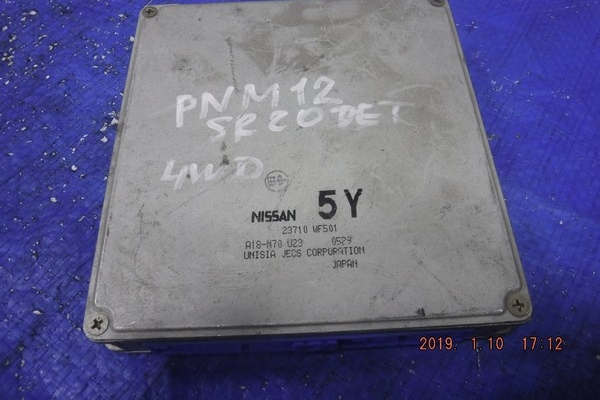 PNM12
SR20DET
4WD
NISSAN 5Y
23710 WF501
A18-N70 U23 0529
UNISIA JECS CORPORATION
JAPAN
2019. 1.10 17:12